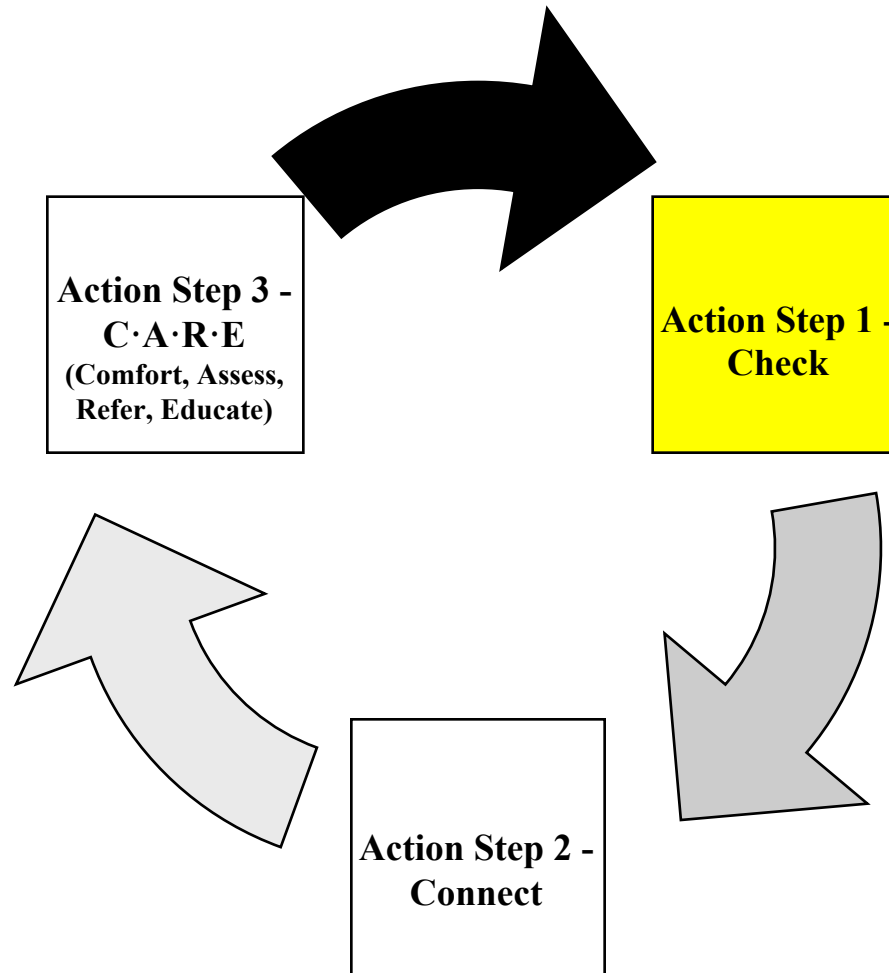 Action Step 3 -
C·A·R·E
(Comfort, Assess,
Refer, Educate)
Action Step 1 -
Check
Action Step 2 -
Connect